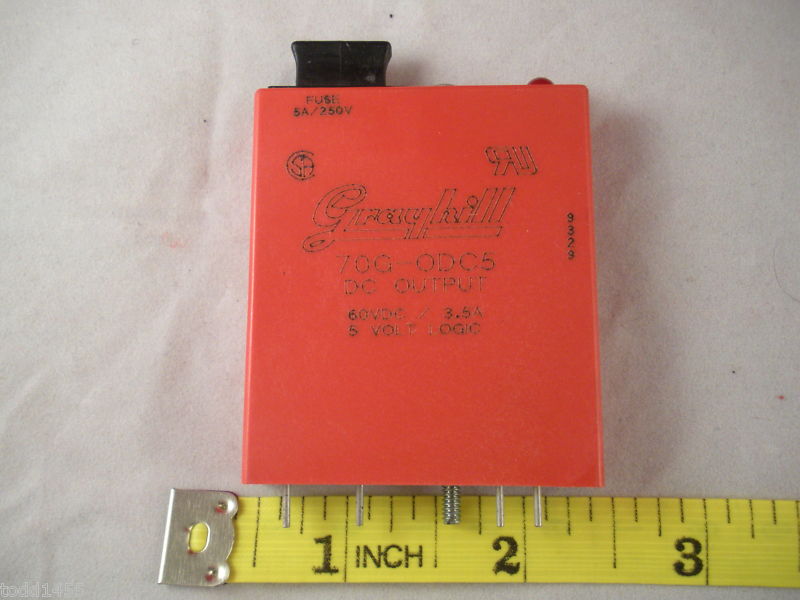 FUSE
5A/250V
Grayhill
70G-ODC5
DC OUTPUT
60VDC / 3.5A
5 VOLT LOGIC
9329
1 INCH 2 3
todd1455